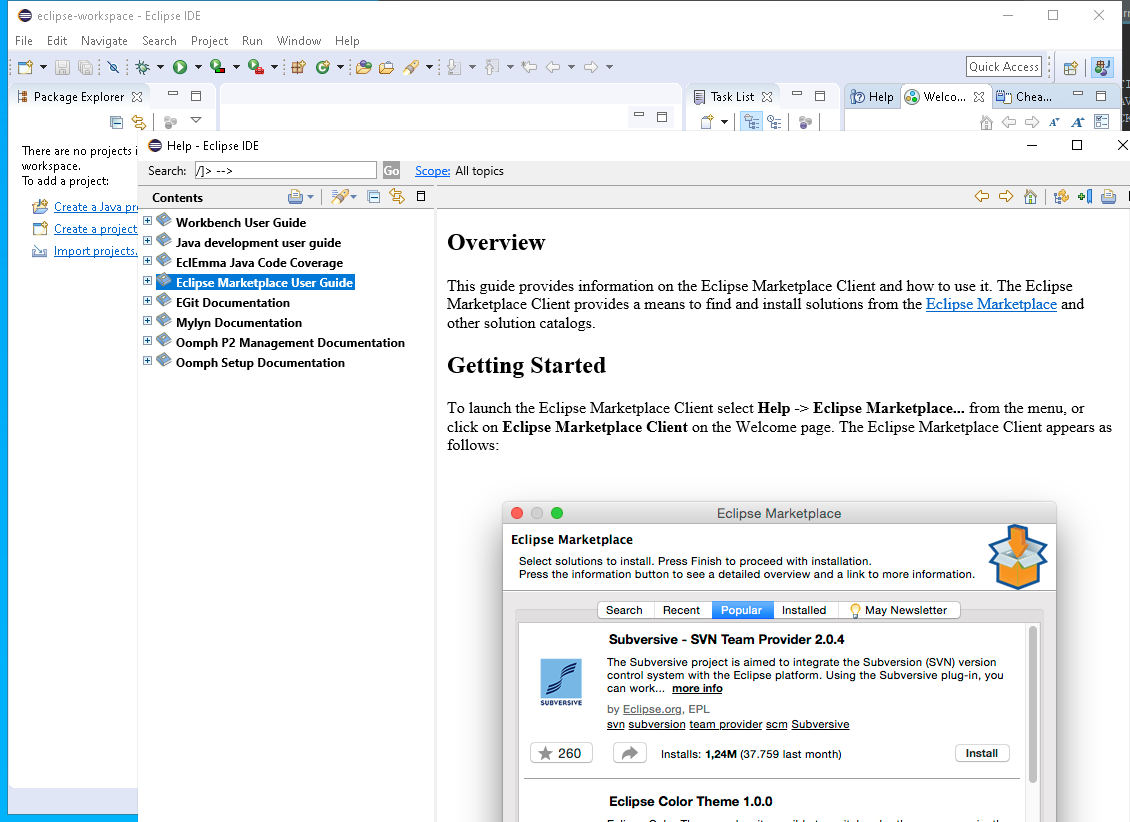 eclipse-workspace - Eclipse IDE
File Edit Navigate Search Project Run Window Help
Quick Access
Package Explorer
Task List
Help
Welco...
Chea...
There are no projects i
workspace.
To add a project:
Create a Java pr
Create a project
Import projects.
Help - Eclipse IDE
Search: /]> --> Go Scope: All topics
Contents
Workbench User Guide
Java development user guide
EclEmma Java Code Coverage
Eclipse Marketplace User Guide
EGit Documentation
Mylyn Documentation
Oomph P2 Management Documentation
Oomph Setup Documentation
Overview
This guide provides information on the Eclipse Marketplace Client and how to use it. The Eclipse
Marketplace Client provides a means to find and install solutions from the Eclipse Marketplace and
other solution catalogs.
Getting Started
To launch the Eclipse Marketplace Client select Help -> Eclipse Marketplace... from the menu, or
click on Eclipse Marketplace Client on the Welcome page. The Eclipse Marketplace Client appears as
follows:
Eclipse Marketplace
Eclipse Marketplace
Select solutions to install. Press Finish to proceed with installation.
Press the information button to see a detailed overview and a link to more information.
Search Recent Popular Installed May Newsletter
Subversive - SVN Team Provider 2.0.4
The Subversive project is aimed to integrate the Subversion (SVN) version
control system with the Eclipse platform. Using the Subversive plug-in, you
can work... more info
SUBVERSIVE
by Eclipse.org, EPL
svn subversion team provider scm Subversive
260 Installs: 1,24M (37.759 last month) Install
Eclipse Color Theme 1.0.0